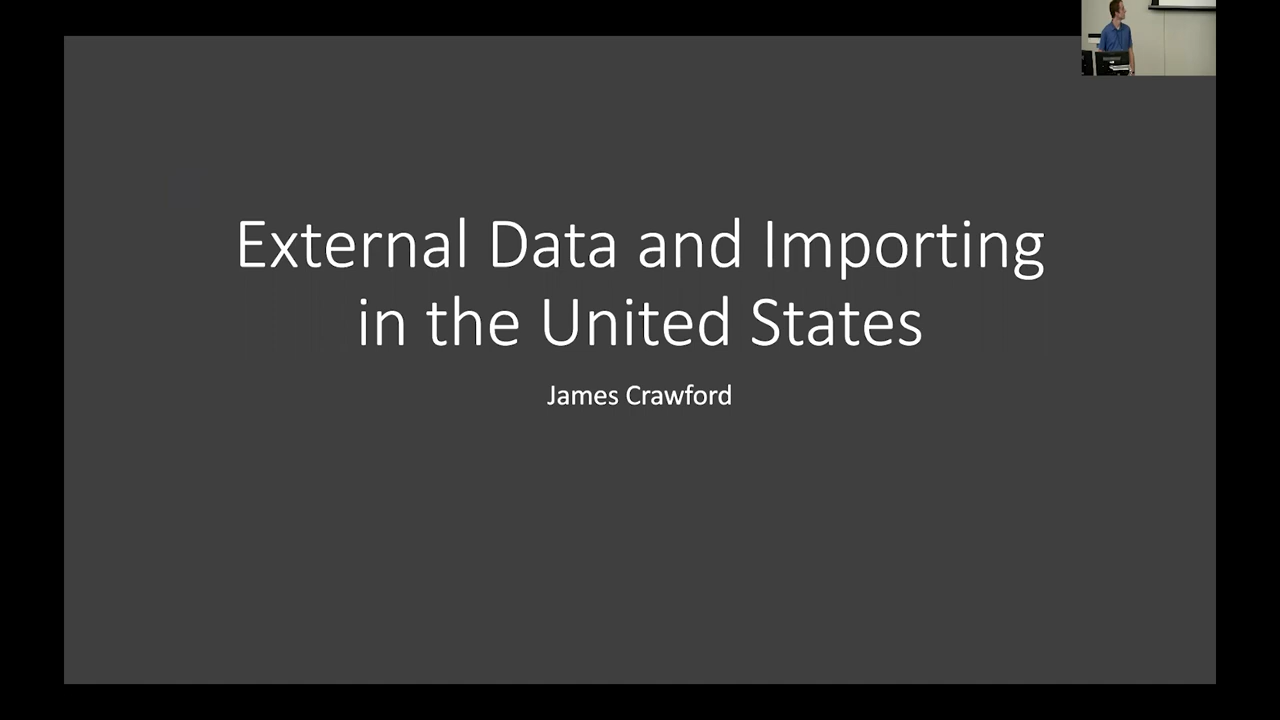 External Data and Importing
in the United States
James Crawford